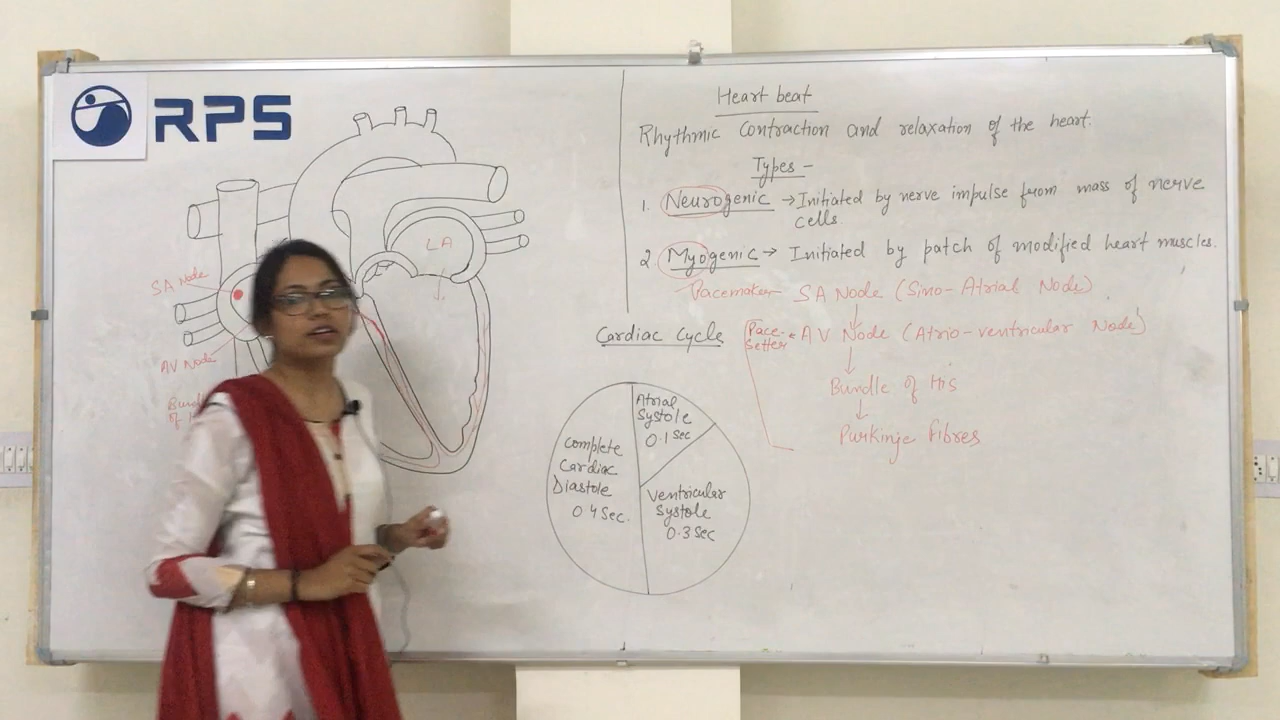 RPS
SA Node
AV Node
LA
Heart beat
Rhythmic Contraction and relaxation of the heart.
Types -
1. Neurogenic → Initiated by nerve impulse from mass of nerve
cells.
2. Myogenic → Initiated by patch of modified heart muscles.
Pacemaker SA Node (Sino-Atrial Node)
↓
Pace-
Setter AV Node (Atrio-ventricular Node)
↓
Bundle of His
↓
Purkinje Fibres
Cardiac Cycle
Atrial
Systole
0.1 Sec
Complete
Cardiac
Diastole
0.4 Sec.
Ventricular
Systole
0.3 Sec